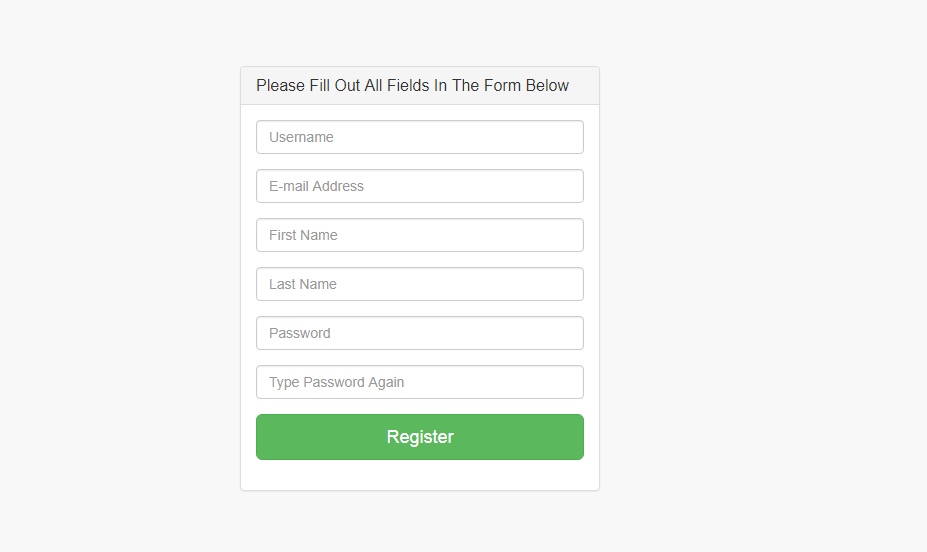 Please Fill Out All Fields In The Form Below
Username
E-mail Address
First Name
Last Name
Password
Type Password Again
Register